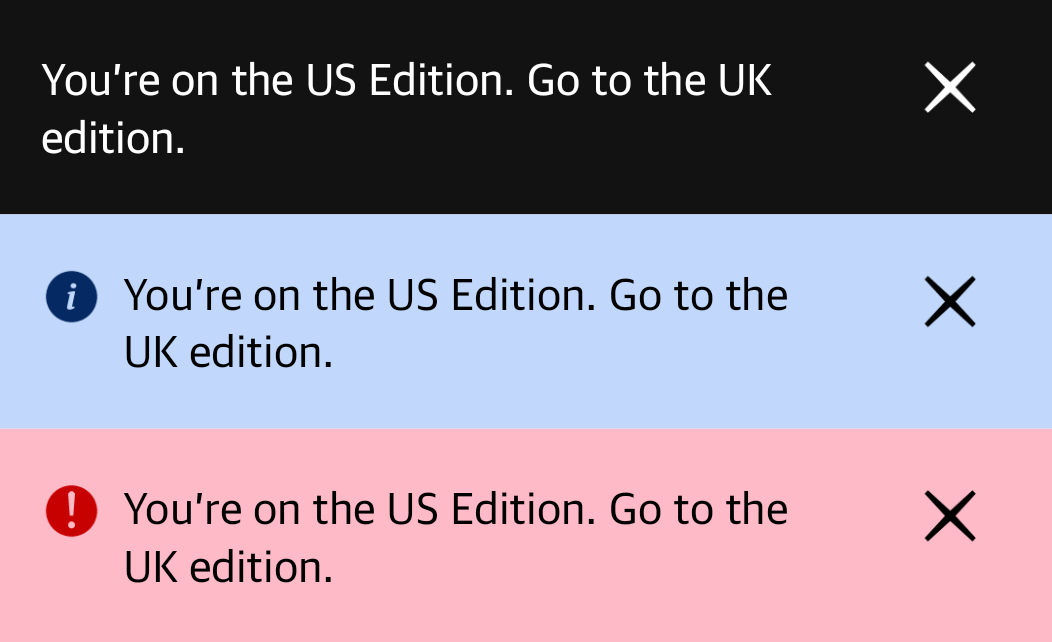 You're on the US Edition. Go to the UK
edition.
You're on the US Edition. Go to the
UK edition.
You're on the US Edition. Go to the
UK edition.